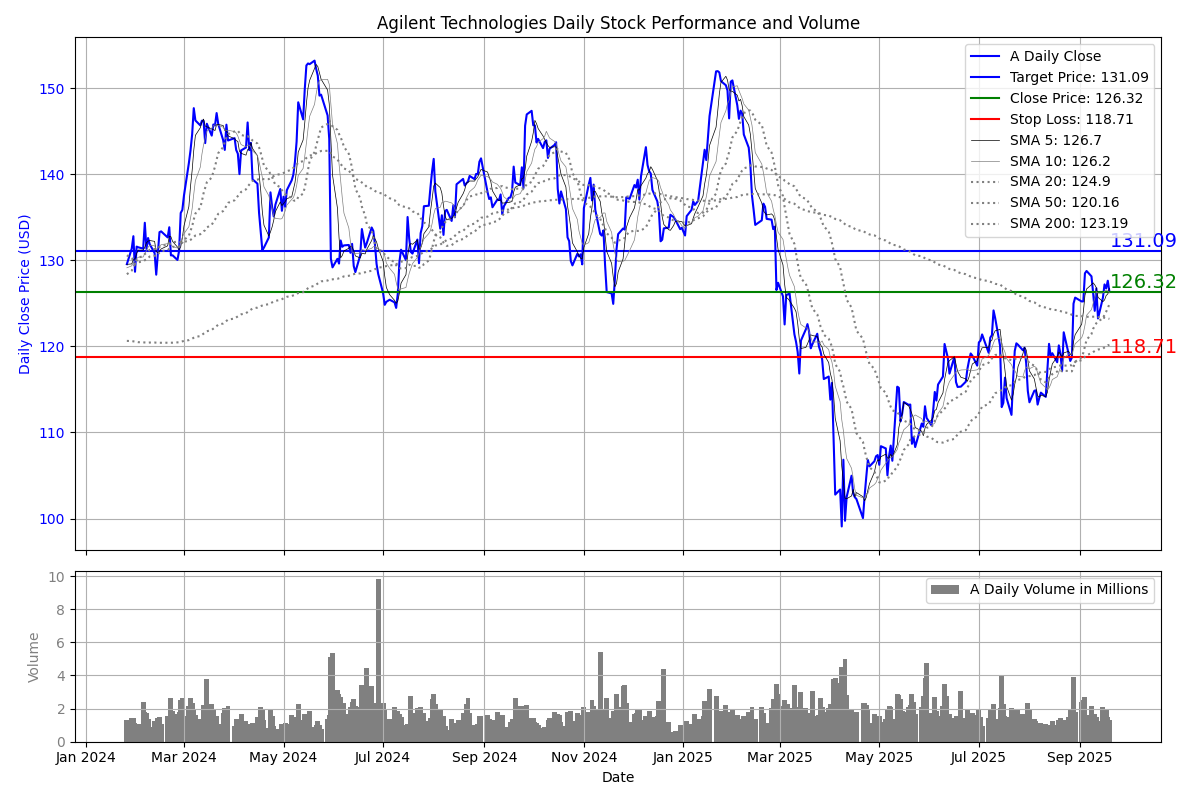 Agilent Technologies Daily Stock Performance and Volume
150
140
130
120
110
100
Daily Close Price (USD)
A Daily Close
Target Price: 131.09
Close Price: 126.32
Stop Loss: 118.71
SMA 5: 126.7
SMA 10: 126.2
SMA 20: 124.9
SMA 50: 120.16
SMA 200: 123.19
131.09
126.32
118.71
10
8
6
4
2
0
Volume
A Daily Volume in Millions
Jan 2024 Mar 2024 May 2024 Jul 2024 Sep 2024 Nov 2024 Jan 2025 Mar 2025 May 2025 Jul 2025 Sep 2025
Date